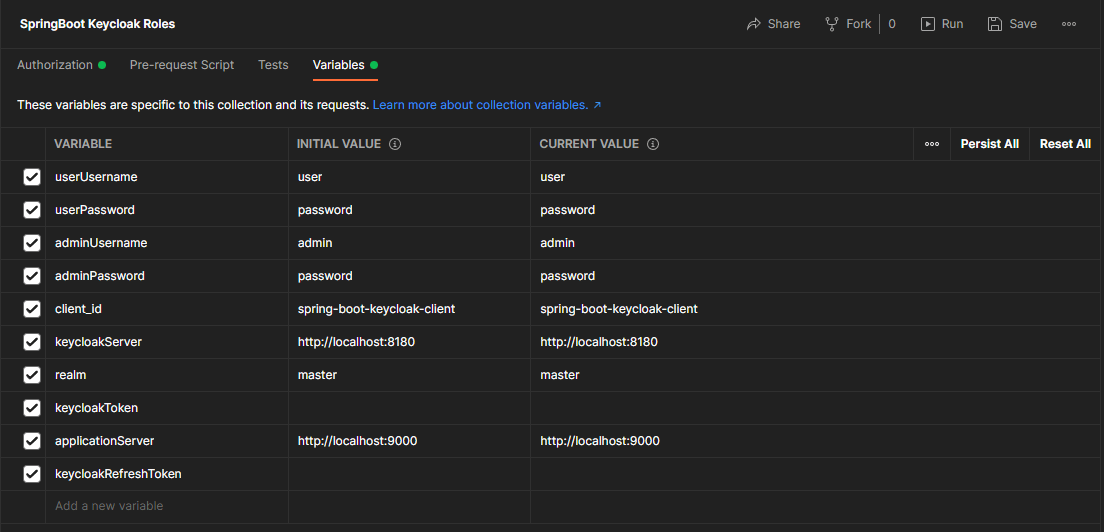 SpringBoot Keycloak Roles Share Fork 0 Run Save
Authorization Pre-request Script Tests Variables
These variables are specific to this collection and its requests. Learn more about collection variables. ↗
VARIABLE INITIAL VALUE CURRENT VALUE Persist All Reset All
userUsername user user
userPassword password password
adminUsername admin admin
adminPassword password password
client_id spring-boot-keycloak-client spring-boot-keycloak-client
keycloakServer http://localhost:8180 http://localhost:8180
realm master master
keycloakToken
applicationServer http://localhost:9000 http://localhost:9000
keycloakRefreshToken
Add a new variable